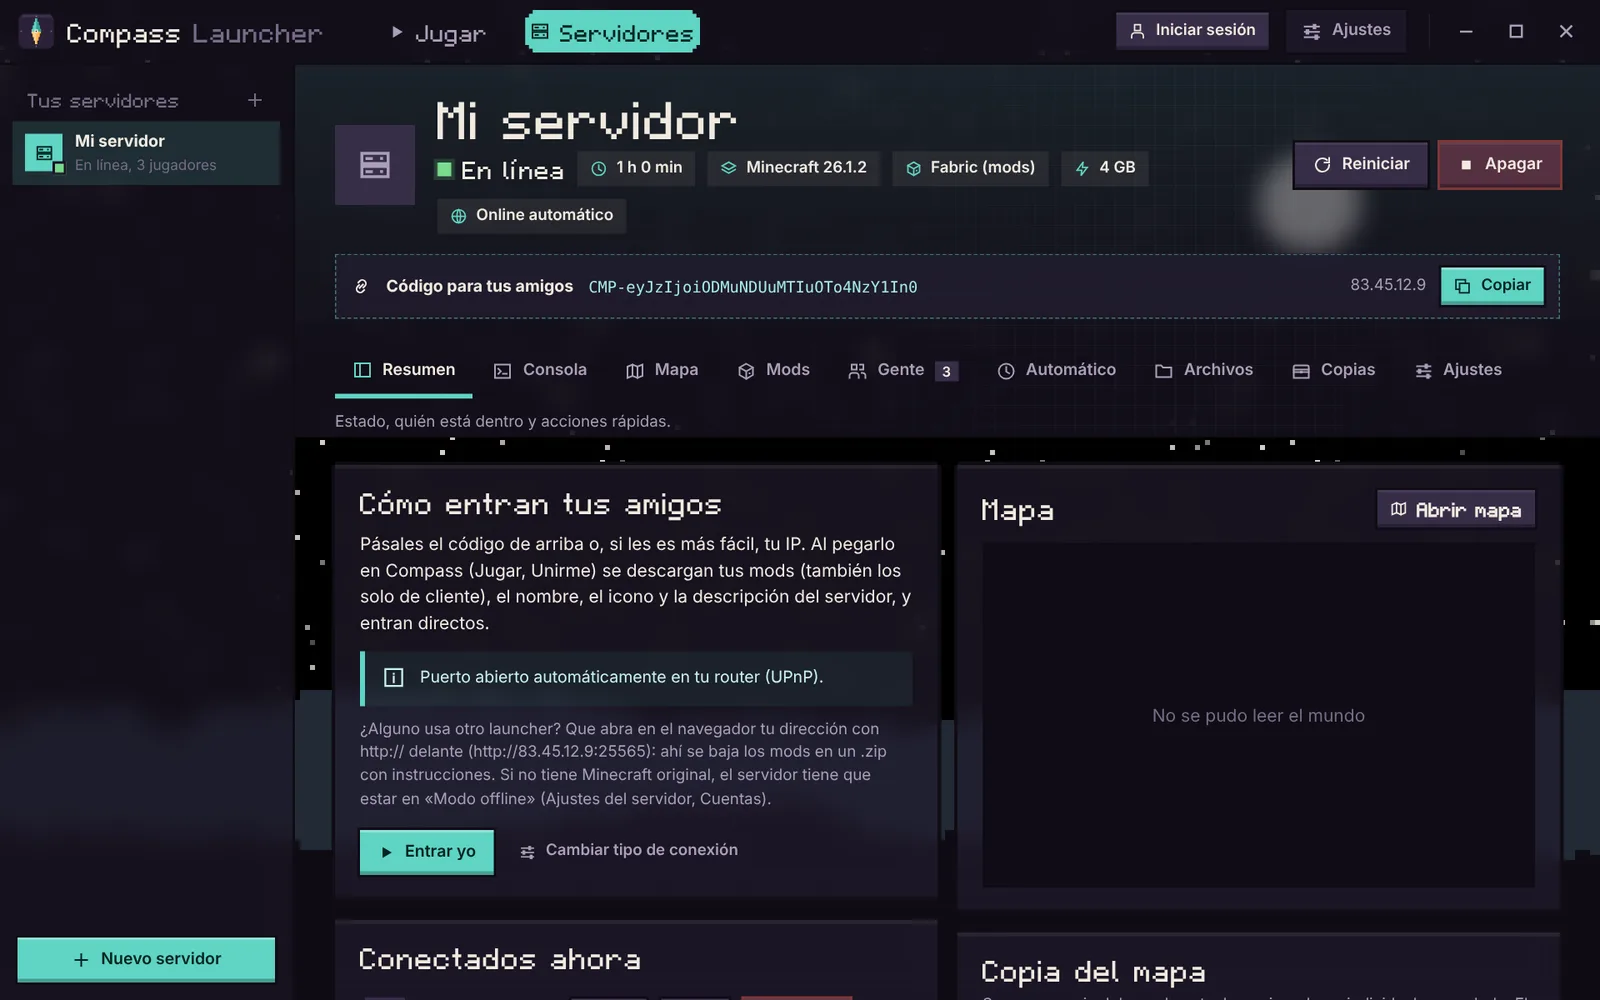 Compass Launcher
Jugar
Servidores
Iniciar sesión
Ajustes
Tus servidores
Mi servidor
En línea, 3 jugadores
Mi servidor
En línea
1 h 0 min
Minecraft 26.1.2
Fabric (mods)
4 GB
Online automático
Reiniciar
Apagar
Código para tus amigos CMP-eyJzIjoiODMuNDUuMTIuOTo4NzY1In0
83.45.12.9
Copiar
Resumen
Consola
Mapa
Mods
Gente 3
Automático
Archivos
Copias
Ajustes
Estado, quién está dentro y acciones rápidas.
Cómo entran tus amigos
Pásales el código de arriba o, si les es más fácil, tu IP. Al pegarlo
en Compass (Jugar, Unirme) se descargan tus mods (también los
solo de cliente), el nombre, el icono y la descripción del servidor, y
entran directos.
Puerto abierto automáticamente en tu router (UPnP).
¿Alguno usa otro launcher? Que abra en el navegador tu dirección con
http:// delante (http://83.45.12.9:25565): ahí se baja los mods en un .zip
con instrucciones. Si no tiene Minecraft original, el servidor tiene que
estar en «Modo offline» (Ajustes del servidor, Cuentas).
Entrar yo
Cambiar tipo de conexión
Mapa
Abrir mapa
No se pudo leer el mundo
Conectados ahora
Copia del mapa
Nuevo servidor